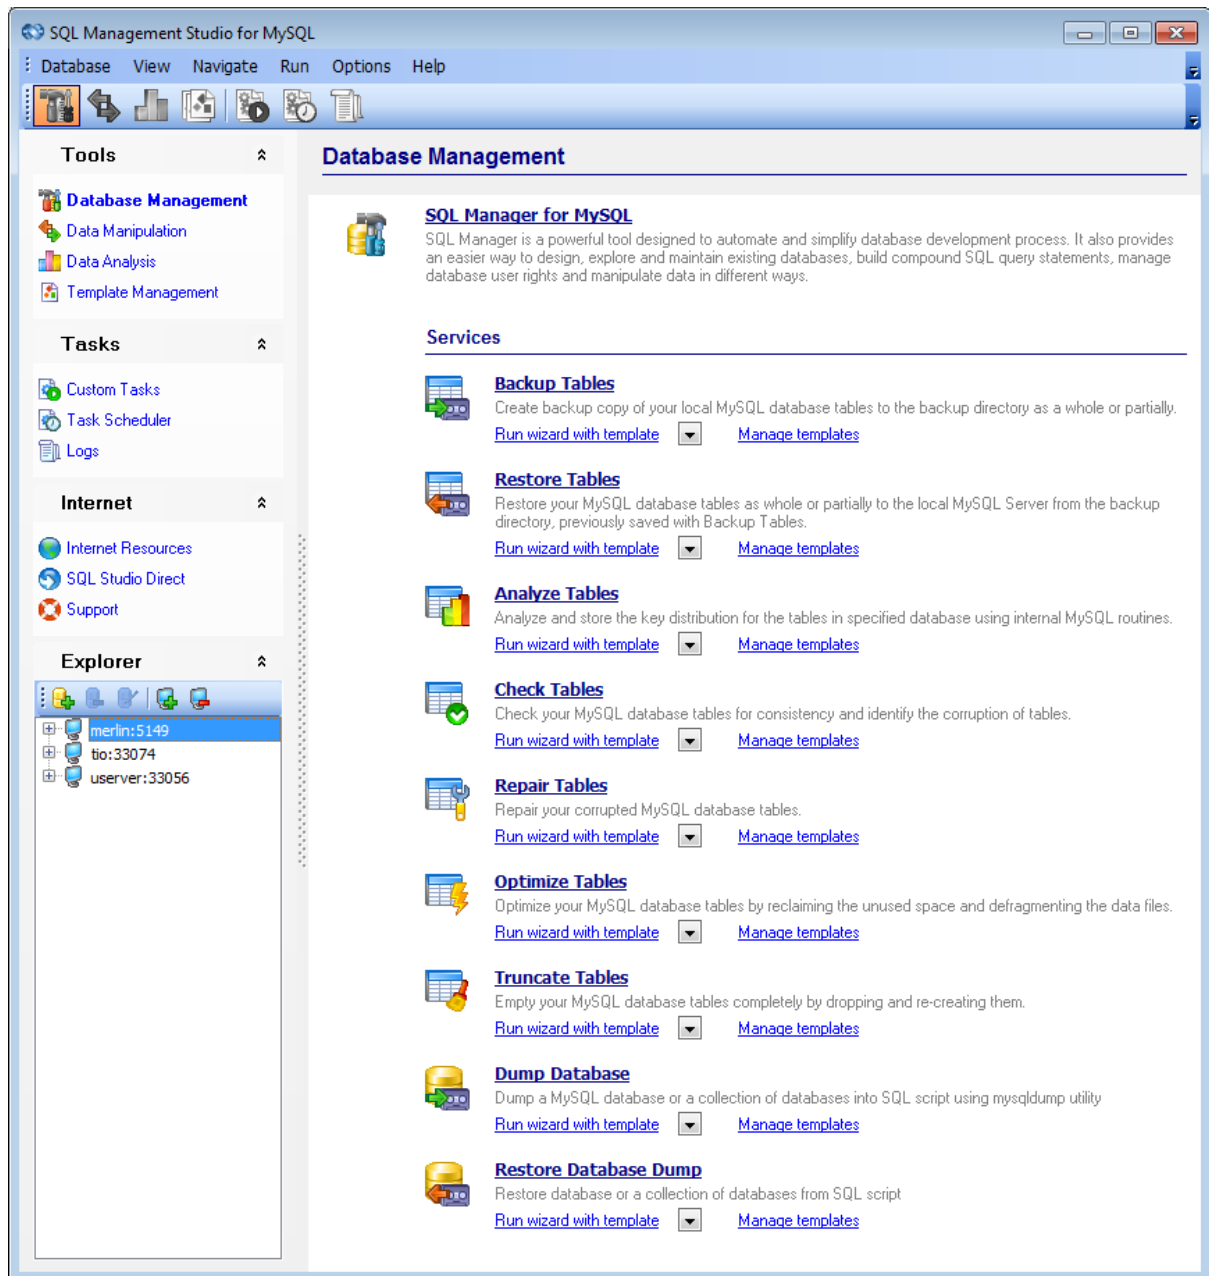 SQL Management Studio for MySQL
Database View Navigate Run Options Help
Tools
Database Management
Data Manipulation
Data Analysis
Template Management
Tasks
Custom Tasks
Task Scheduler
Logs
Internet
Internet Resources
SQL Studio Direct
Support
Explorer
merlin:5149
tio:33074
userver:33056
Database Management
SQL Manager for MySQL
SQL Manager is a powerful tool designed to automate and simplify database development process. It also provides
an easier way to design, explore and maintain existing databases, build compound SQL query statements, manage
database user rights and manipulate data in different ways.
Services
Backup Tables
Create backup copy of your local MySQL database tables to the backup directory as a whole or partially.
Run wizard with template Manage templates
Restore Tables
Restore your MySQL database tables as whole or partially to the local MySQL Server from the backup
directory, previously saved with Backup Tables.
Run wizard with template Manage templates
Analyze Tables
Analyze and store the key distribution for the tables in specified database using internal MySQL routines.
Run wizard with template Manage templates
Check Tables
Check your MySQL database tables for consistency and identify the corruption of tables.
Run wizard with template Manage templates
Repair Tables
Repair your corrupted MySQL database tables.
Run wizard with template Manage templates
Optimize Tables
Optimize your MySQL database tables by reclaiming the unused space and defragmenting the data files.
Run wizard with template Manage templates
Truncate Tables
Empty your MySQL database tables completely by dropping and re-creating them.
Run wizard with template Manage templates
Dump Database
Dump a MySQL database or a collection of databases into SQL script using mysqldump utility
Run wizard with template Manage templates
Restore Database Dump
Restore database or a collection of databases from SQL script
Run wizard with template Manage templates